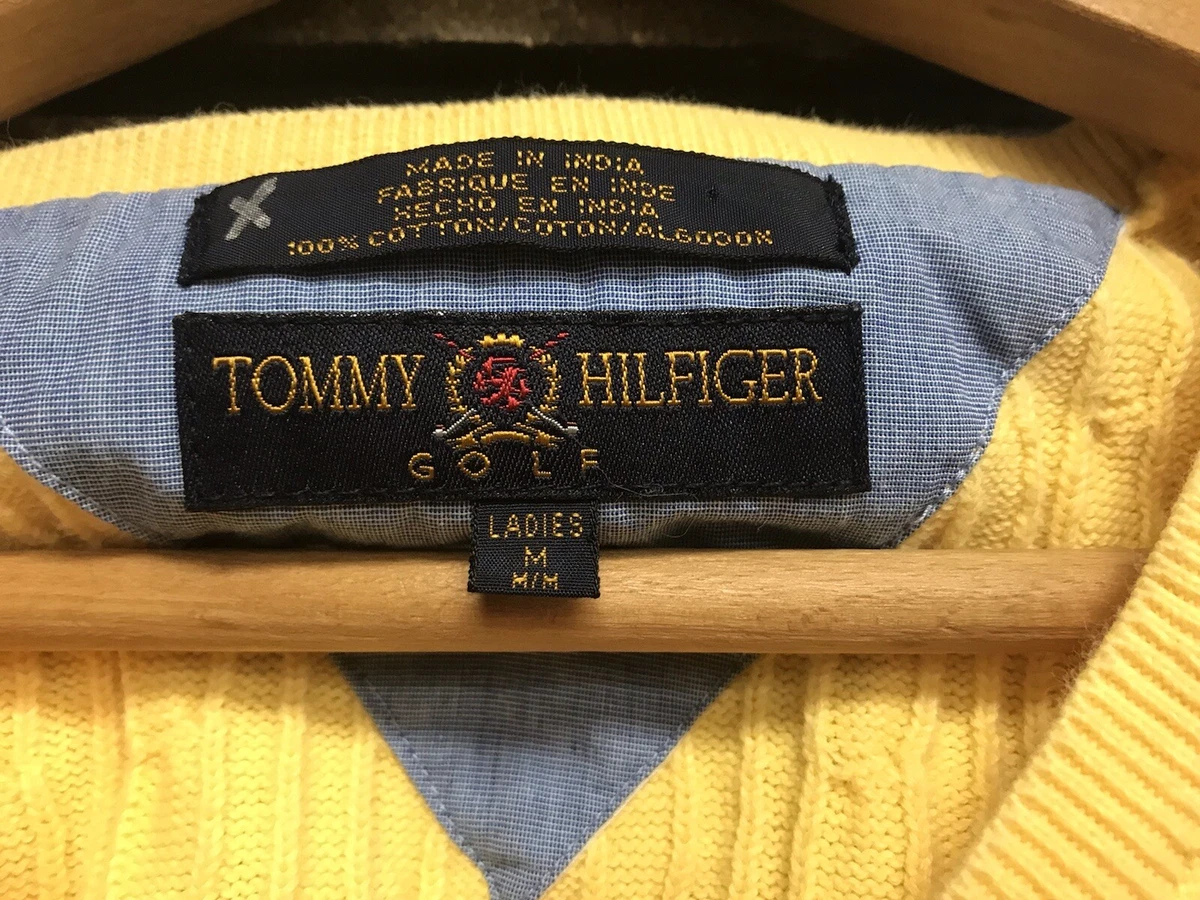 MADE IN INDIA
FABRIQUE EN INDE
HECHO EN INDIA
100% COTTON/COTON/ALGODON
TOMMY HILFIGER
GOLF
LADIES
M
M/M